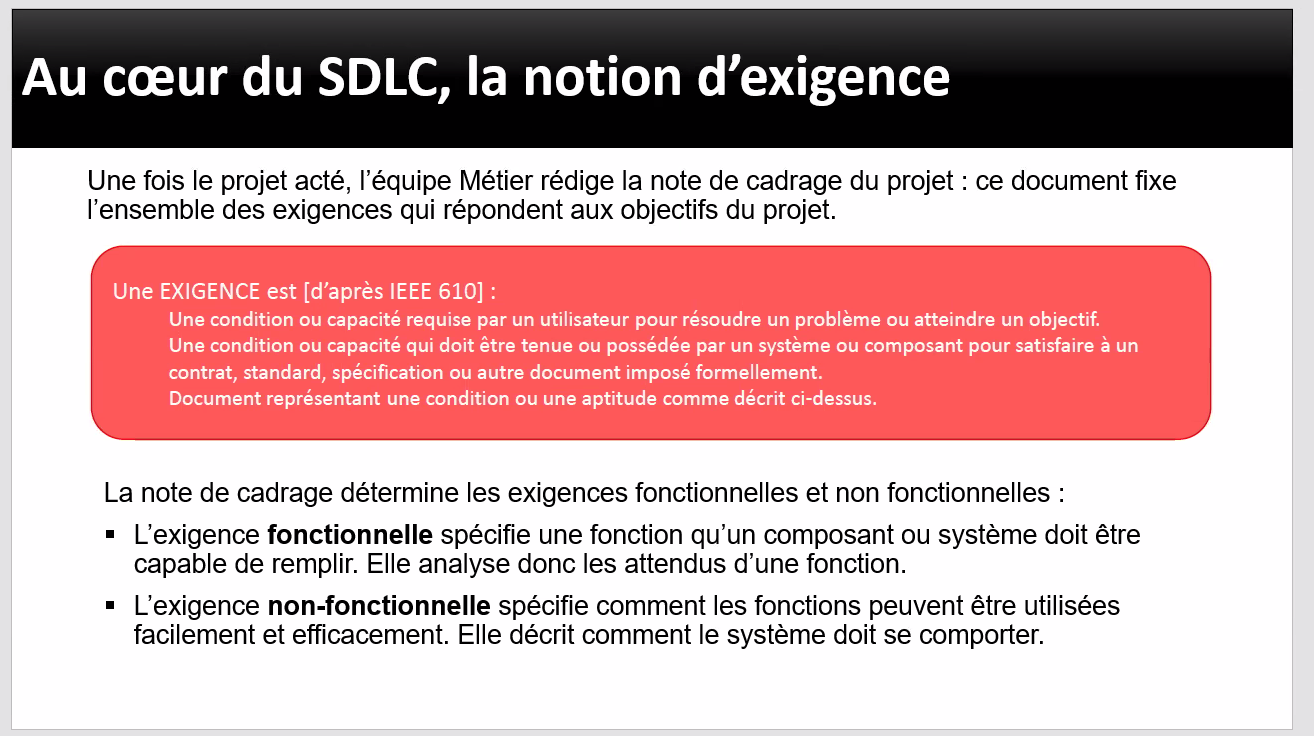 Au cœur du SDLC, la notion d’exigence
Une fois le projet acté, l’équipe Métier rédige la note de cadrage du projet : ce document fixe
l’ensemble des exigences qui répondent aux objectifs du projet.
Une EXIGENCE est [d’après IEEE 610] :
Une condition ou capacité requise par un utilisateur pour résoudre un problème ou atteindre un objectif.
Une condition ou capacité qui doit être tenue ou possédée par un système ou composant pour satisfaire à un
contrat, standard, spécification ou autre document imposé formellement.
Document représentant une condition ou une aptitude comme décrit ci-dessus.
La note de cadrage détermine les exigences fonctionnelles et non fonctionnelles :
▪ L’exigence fonctionnelle spécifie une fonction qu’un composant ou système doit être
capable de remplir. Elle analyse donc les attendus d’une fonction.
▪ L’exigence non-fonctionnelle spécifie comment les fonctions peuvent être utilisées
facilement et efficacement. Elle décrit comment le système doit se comporter.